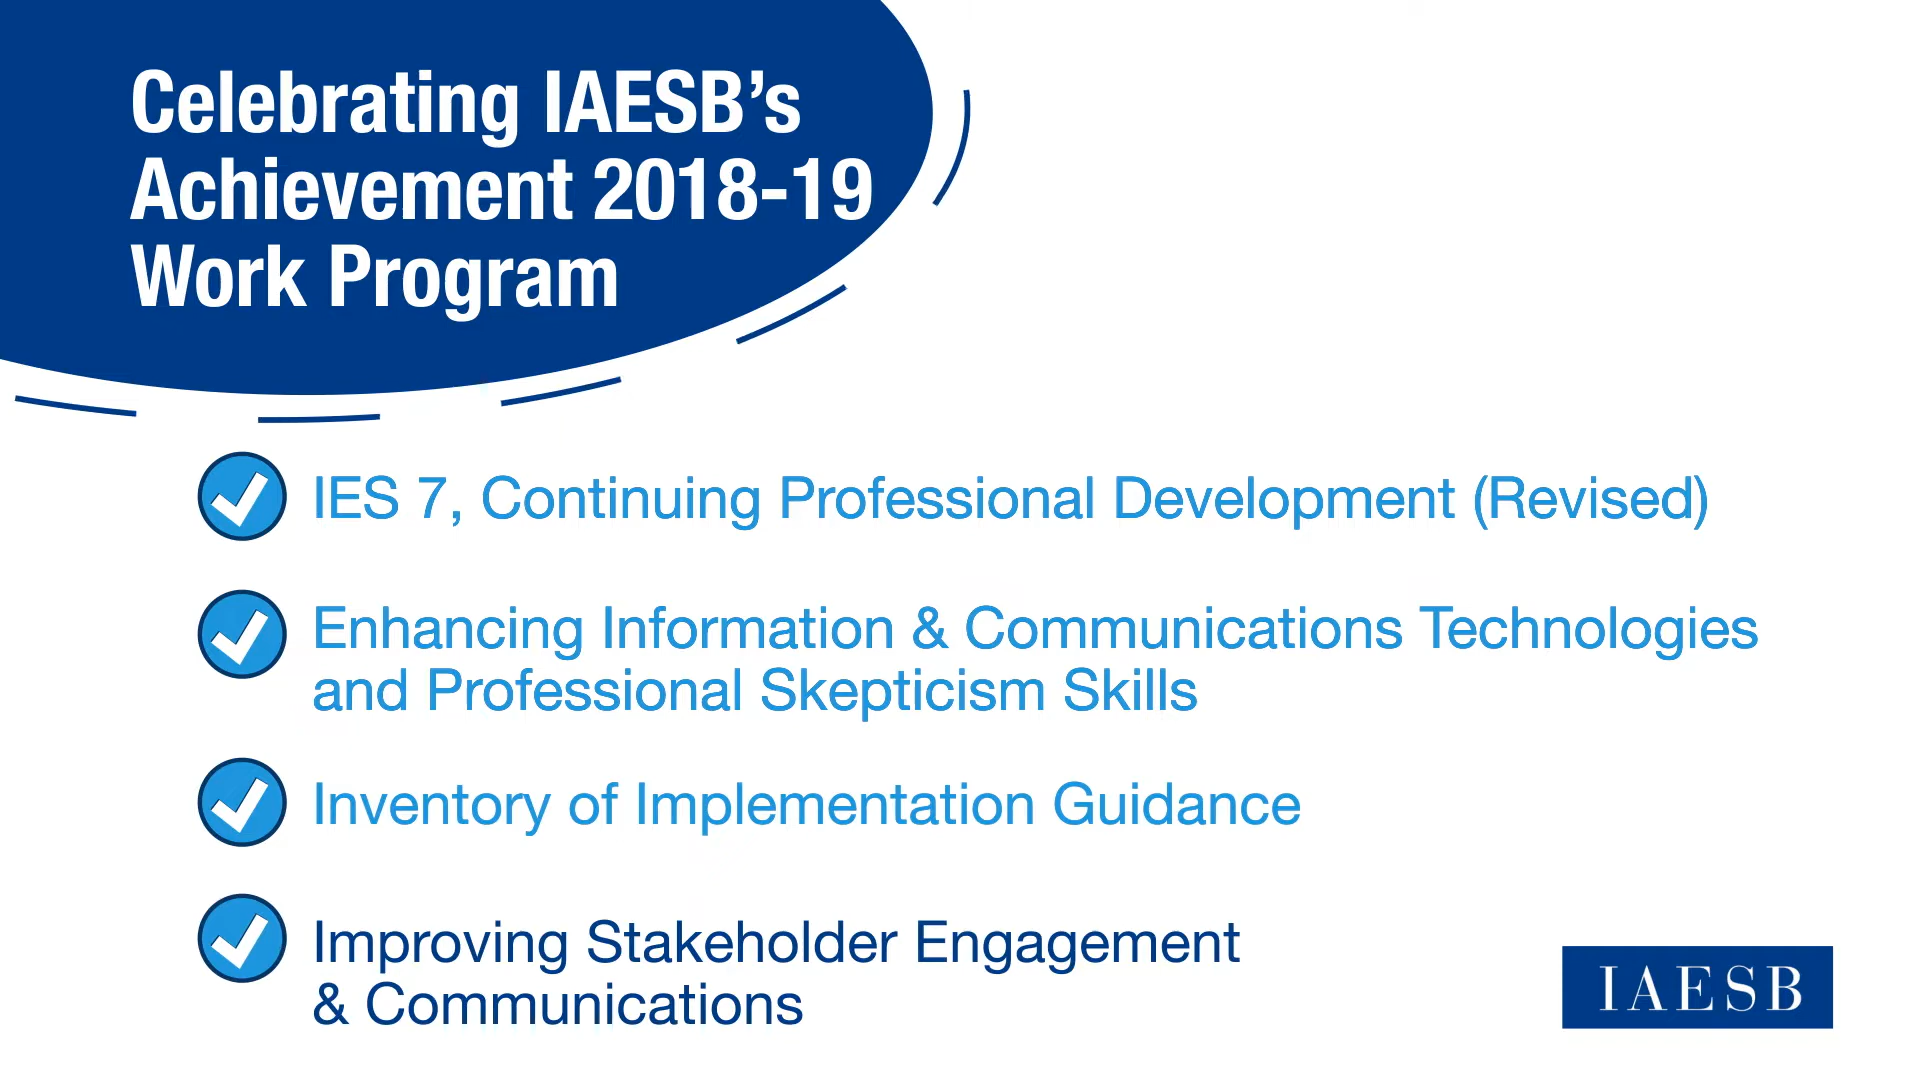 Celebrating IAESB’s
Achievement 2018-19
Work Program
IES 7, Continuing Professional Development (Revised)
Enhancing Information & Communications Technologies
and Professional Skepticism Skills
Inventory of Implementation Guidance
Improving Stakeholder Engagement
& Communications
IAESB